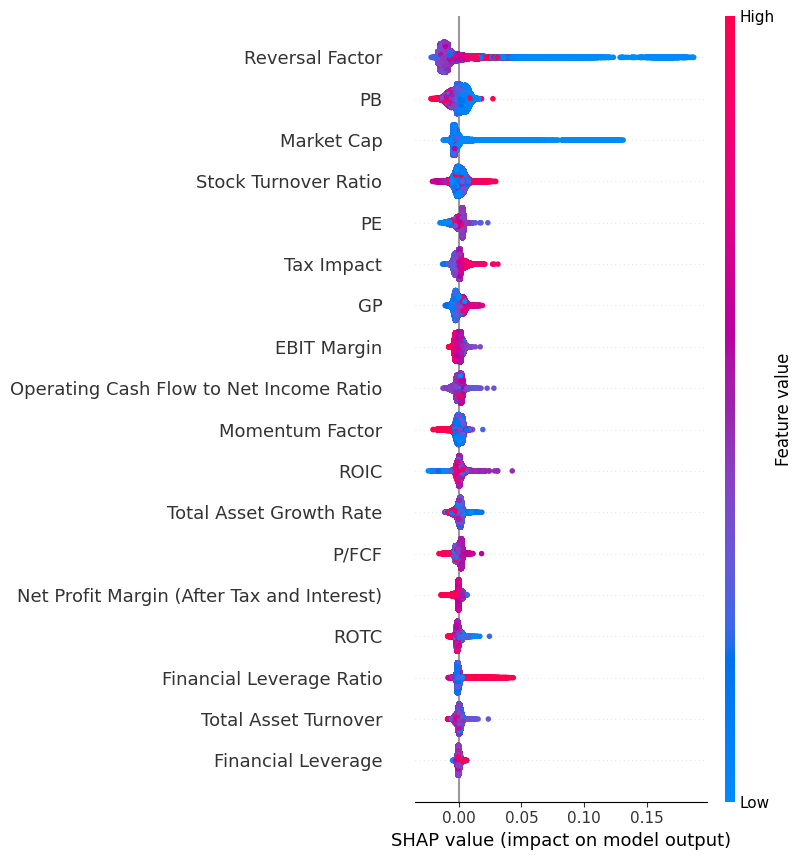 High
Reversal Factor
PB
Market Cap
Stock Turnover Ratio
PE
Tax Impact
GP
EBIT Margin
Operating Cash Flow to Net Income Ratio
Momentum Factor
ROIC
Total Asset Growth Rate
P/FCF
Net Profit Margin (After Tax and Interest)
ROTC
Financial Leverage Ratio
Total Asset Turnover
Financial Leverage
Feature value
Low
0.00 0.05 0.10 0.15
SHAP value (impact on model output)